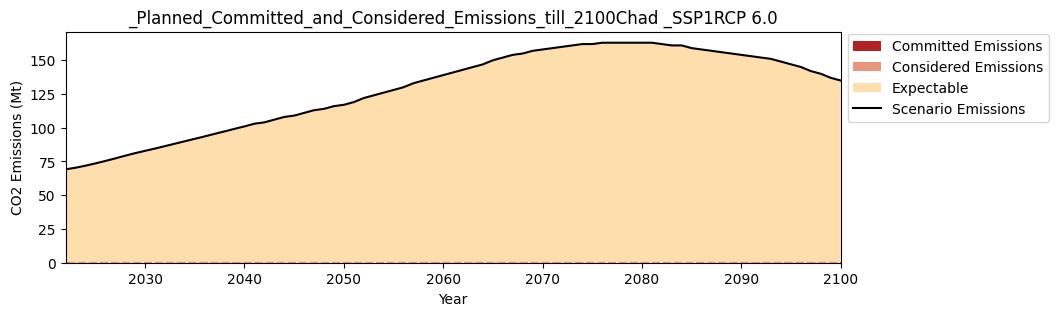 _Planned_Committed_and_Considered_Emissions_till_2100Chad _SSP1RCP 6.0
CO2 Emissions (Mt)
150
125
100
75
50
25
0
2030 2040 2050 2060 2070 2080 2090 2100
Year
Committed Emissions
Considered Emissions
Expectable
Scenario Emissions